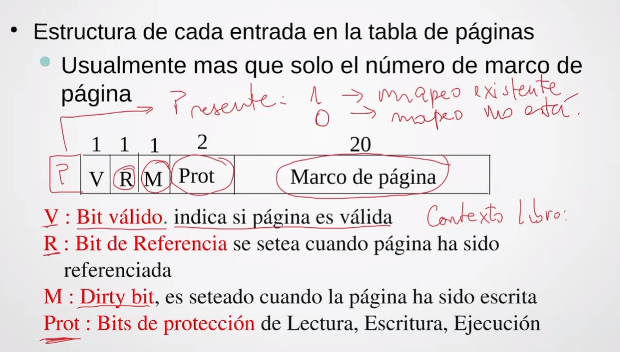 • Estructura de cada entrada en la tabla de páginas
• Usualmente mas que solo el número de marco de
página
Presente: 1 → mapeo existente
0 → mapeo no está.
1 1 1 2 20
P V R M Prot Marco de página
V : Bit válido. indica si página es válida
Contexto libro:
R : Bit de Referencia se setea cuando página ha sido
referenciada
M : Dirty bit, es seteado cuando la página ha sido escrita
Prot : Bits de protección de Lectura, Escritura, Ejecución